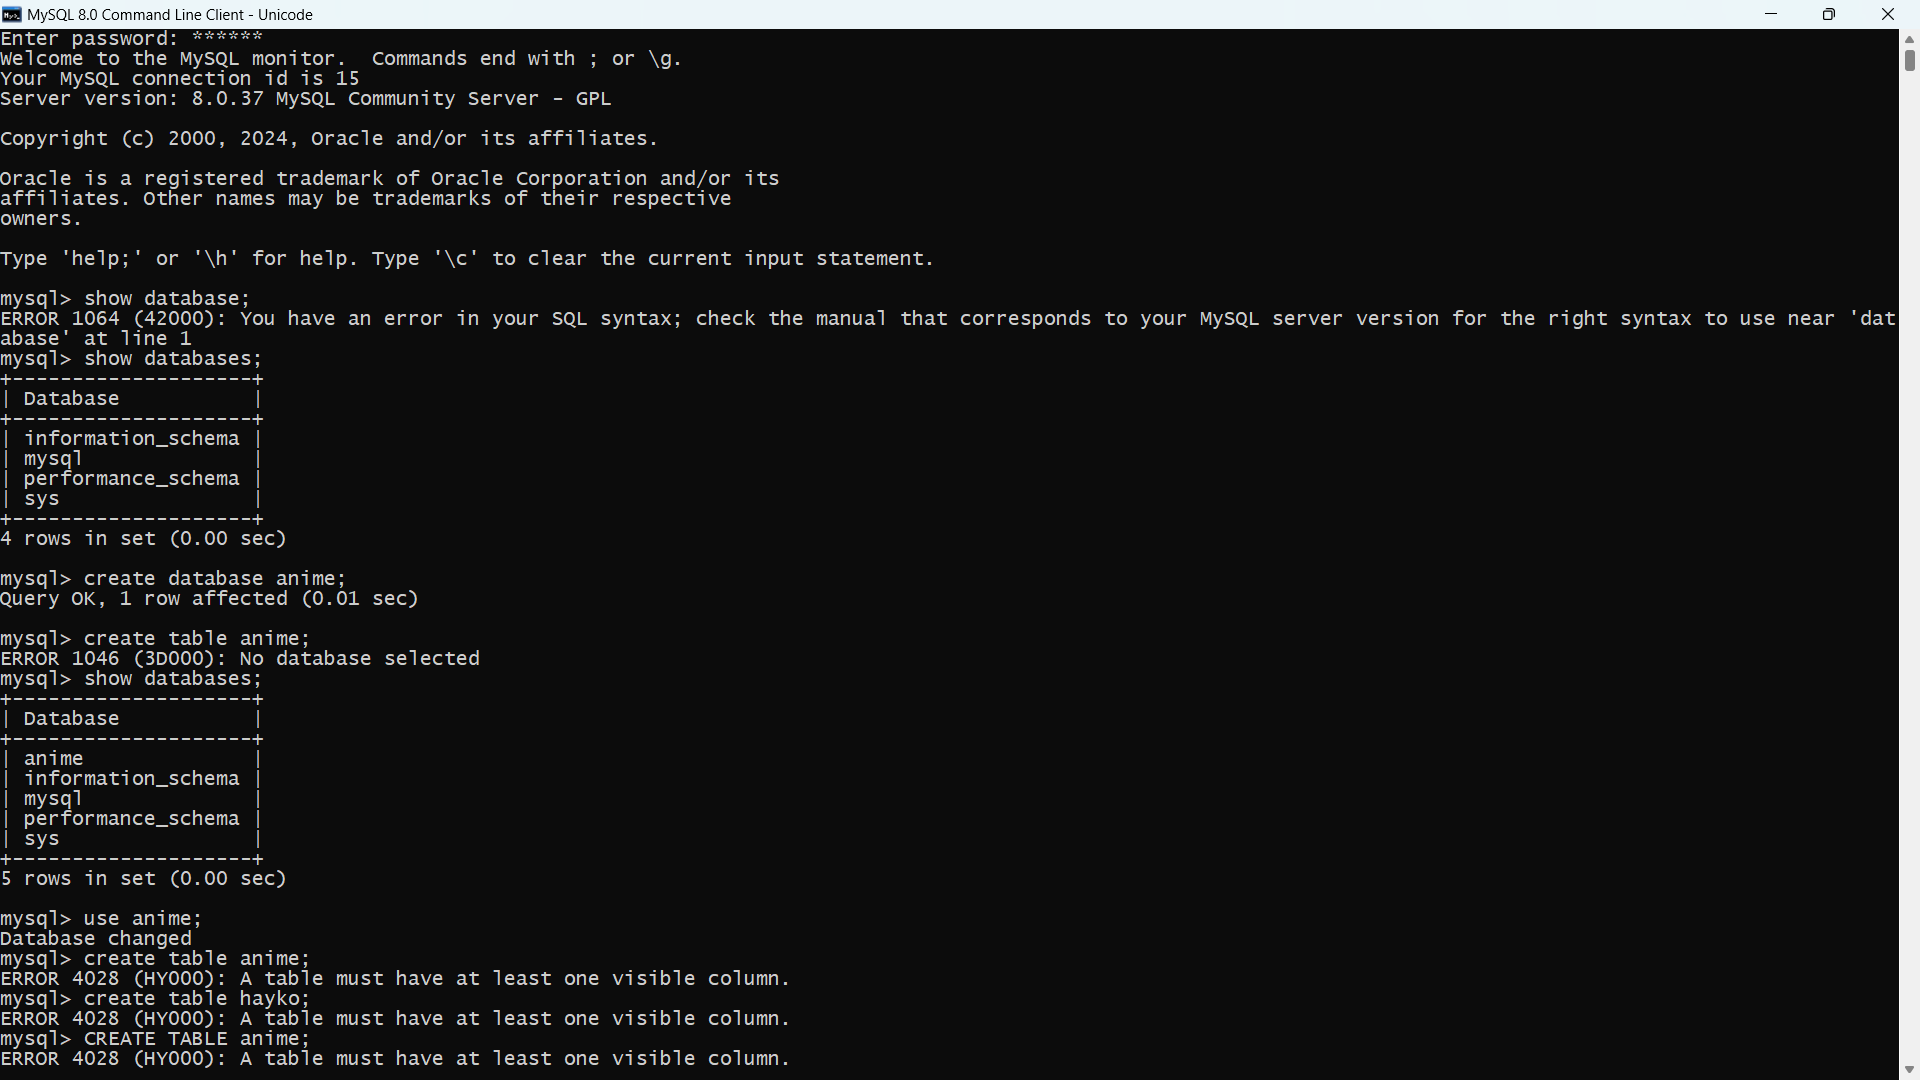 MySQL 8.0 Command Line Client - Unicode
Enter password: ******
Welcome to the MySQL monitor.  Commands end with ; or \g.
Your MySQL connection id is 15
Server version: 8.0.37 MySQL Community Server - GPL

Copyright (c) 2000, 2024, Oracle and/or its affiliates.

Oracle is a registered trademark of Oracle Corporation and/or its
affiliates. Other names may be trademarks of their respective
owners.

Type 'help;' or '\h' for help. Type '\c' to clear the current input statement.

mysql> show database;
ERROR 1064 (42000): You have an error in your SQL syntax; check the manual that corresponds to your MySQL server version for the right syntax to use near 'dat
abase' at line 1
mysql> show databases;
+--------------------+
| Database           |
+--------------------+
| information_schema |
| mysql              |
| performance_schema |
| sys                |
+--------------------+
4 rows in set (0.00 sec)

mysql> create database anime;
Query OK, 1 row affected (0.01 sec)

mysql> create table anime;
ERROR 1046 (3D000): No database selected
mysql> show databases;
+--------------------+
| Database           |
+--------------------+
| anime              |
| information_schema |
| mysql              |
| performance_schema |
| sys                |
+--------------------+
5 rows in set (0.00 sec)

mysql> use anime;
Database changed
mysql> create table anime;
ERROR 4028 (HY000): A table must have at least one visible column.
mysql> create table hayko;
ERROR 4028 (HY000): A table must have at least one visible column.
mysql> CREATE TABLE anime;
ERROR 4028 (HY000): A table must have at least one visible column.